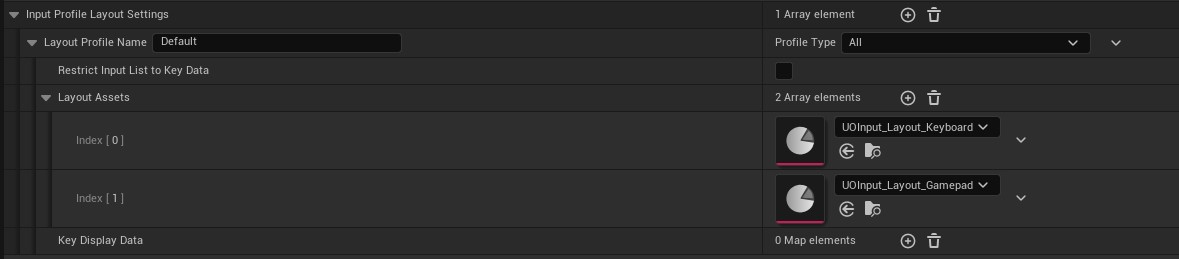 Input Profile Layout Settings 1 Array element
Layout Profile Name Default Profile Type All
Restrict Input List to Key Data
Layout Assets 2 Array elements
Index [ 0 ] UOInput_Layout_Keyboard
Index [ 1 ] UOInput_Layout_Gamepad
Key Display Data 0 Map elements